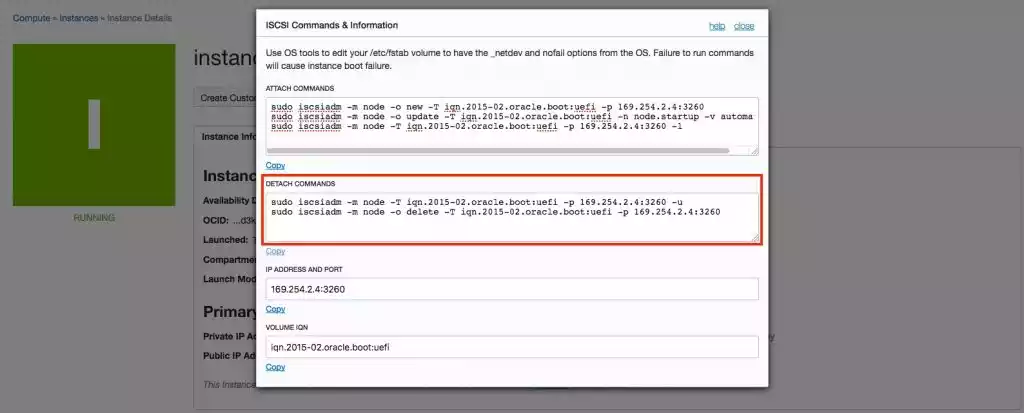 Compute » Instances » Instance Details
I
RUNNING
Create Custo
Instance Info
OCID: ...d3k
Launched:
Launch Mod
Primary
Private IP Ad
Public IP Ad
This Instance
ISCSI Commands & Information
help close
Use OS tools to edit your /etc/fstab volume to have the _netdev and nofail options from the OS. Failure to run commands
will cause instance boot failure.
ATTACH COMMANDS
sudo iscsiadm -m node -o new -T iqn.2015-02.oracle.boot:uefi -p 169.254.2.4:3260
sudo iscsiadm -m node -o update -T iqn.2015-02.oracle.boot:uefi -n node.startup -v automa
sudo iscsiadm -m node -T iqn.2015-02.oracle.boot:uefi -p 169.254.2.4:3260 -l
Copy
DETACH COMMANDS
sudo iscsiadm -m node -T iqn.2015-02.oracle.boot:uefi -p 169.254.2.4:3260 -u
sudo iscsiadm -m node -o delete -T iqn.2015-02.oracle.boot:uefi -p 169.254.2.4:3260
Copy
IP ADDRESS AND PORT
169.254.2.4:3260
Copy
VOLUME IQN
iqn.2015-02.oracle.boot:uefi
Copy